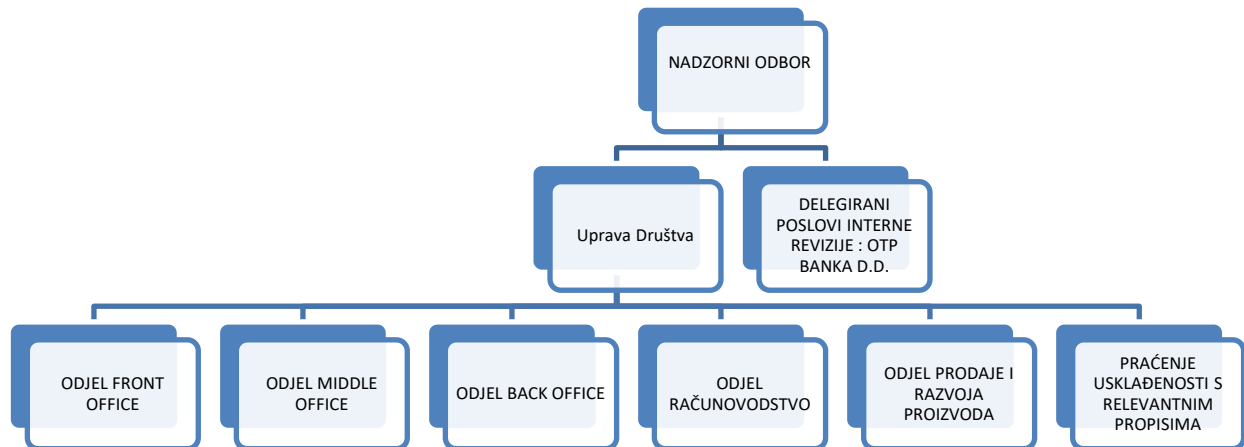 NADZORNI ODBOR
Uprava Društva
DELEGIRANI
POSLOVI INTERNE
REVIZIJE : OTP
BANKA D.D.
ODJEL FRONT
OFFICE
ODJEL MIDDLE
OFFICE
ODJEL BACK OFFICE
ODJEL
RAČUNOVODSTVO
ODJEL PRODAJE I
RAZVOJA
PROIZVODA
PRAĆENJE
USKLAĐENOSTI S
RELEVANTNIM
PROPISIMA